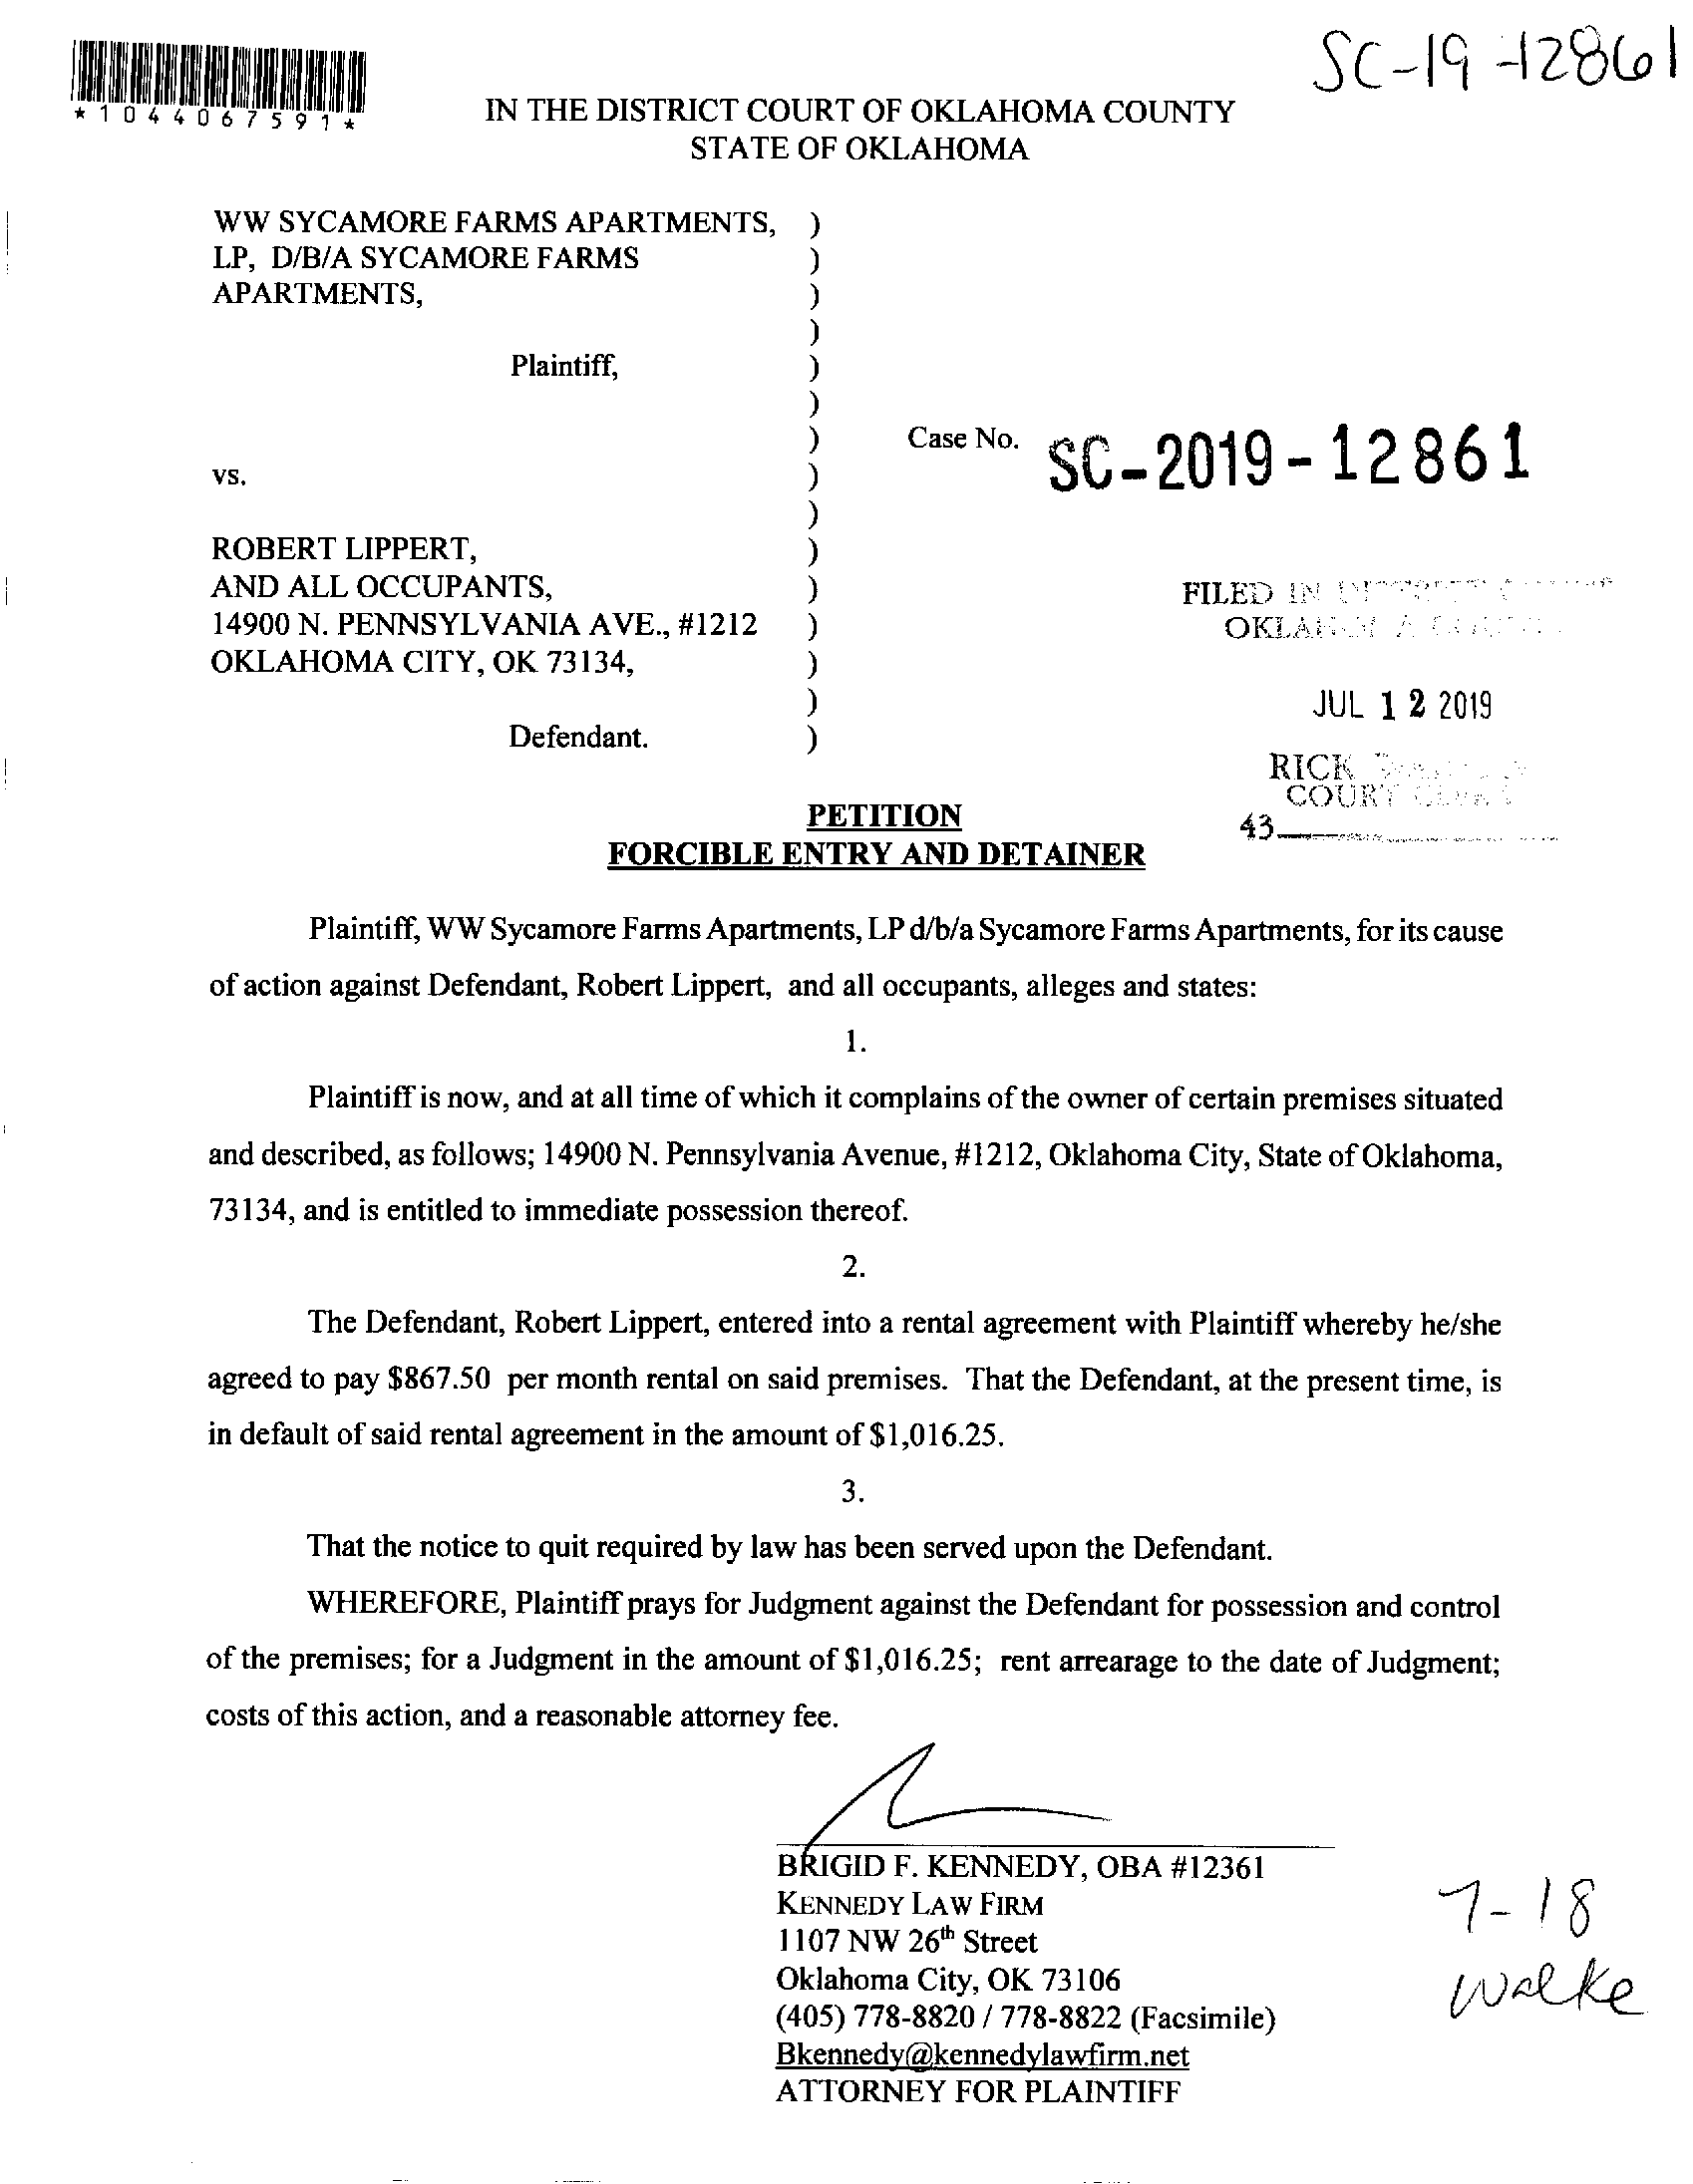 SC-19-12861
*1044067591*
IN THE DISTRICT COURT OF OKLAHOMA COUNTY
STATE OF OKLAHOMA
WW SYCAMORE FARMS APARTMENTS, )
LP, D/B/A SYCAMORE FARMS )
APARTMENTS, )
)
Plaintiff, )
)
) Case No. SC-2019-12861
vs. )
)
ROBERT LIPPERT, )
AND ALL OCCUPANTS, )
14900 N. PENNSYLVANIA AVE., #1212 )
OKLAHOMA CITY, OK 73134, )
)
Defendant. )
FILED IN DISTRICT COURT
OKLAHOMA COUNTY
JUL 12 2019
RICK
COURT CLERK
43
PETITION
FORCIBLE ENTRY AND DETAINER
Plaintiff, WW Sycamore Farms Apartments, LP d/b/a Sycamore Farms Apartments, for its cause
of action against Defendant, Robert Lippert, and all occupants, alleges and states:
1.
Plaintiff is now, and at all time of which it complains of the owner of certain premises situated
and described, as follows; 14900 N. Pennsylvania Avenue, #1212, Oklahoma City, State of Oklahoma,
73134, and is entitled to immediate possession thereof.
2.
The Defendant, Robert Lippert, entered into a rental agreement with Plaintiff whereby he/she
agreed to pay $867.50 per month rental on said premises. That the Defendant, at the present time, is
in default of said rental agreement in the amount of $1,016.25.
3.
That the notice to quit required by law has been served upon the Defendant.
WHEREFORE, Plaintiff prays for Judgment against the Defendant for possession and control
of the premises; for a Judgment in the amount of $1,016.25; rent arrearage to the date of Judgment;
costs of this action, and a reasonable attorney fee.
BRIGID F. KENNEDY, OBA #12361
KENNEDY LAW FIRM
1107 NW 26th Street
Oklahoma City, OK 73106
(405) 778-8820 / 778-8822 (Facsimile)
Bkennedy@kennedylawfirm.net
ATTORNEY FOR PLAINTIFF
7-18
Walke